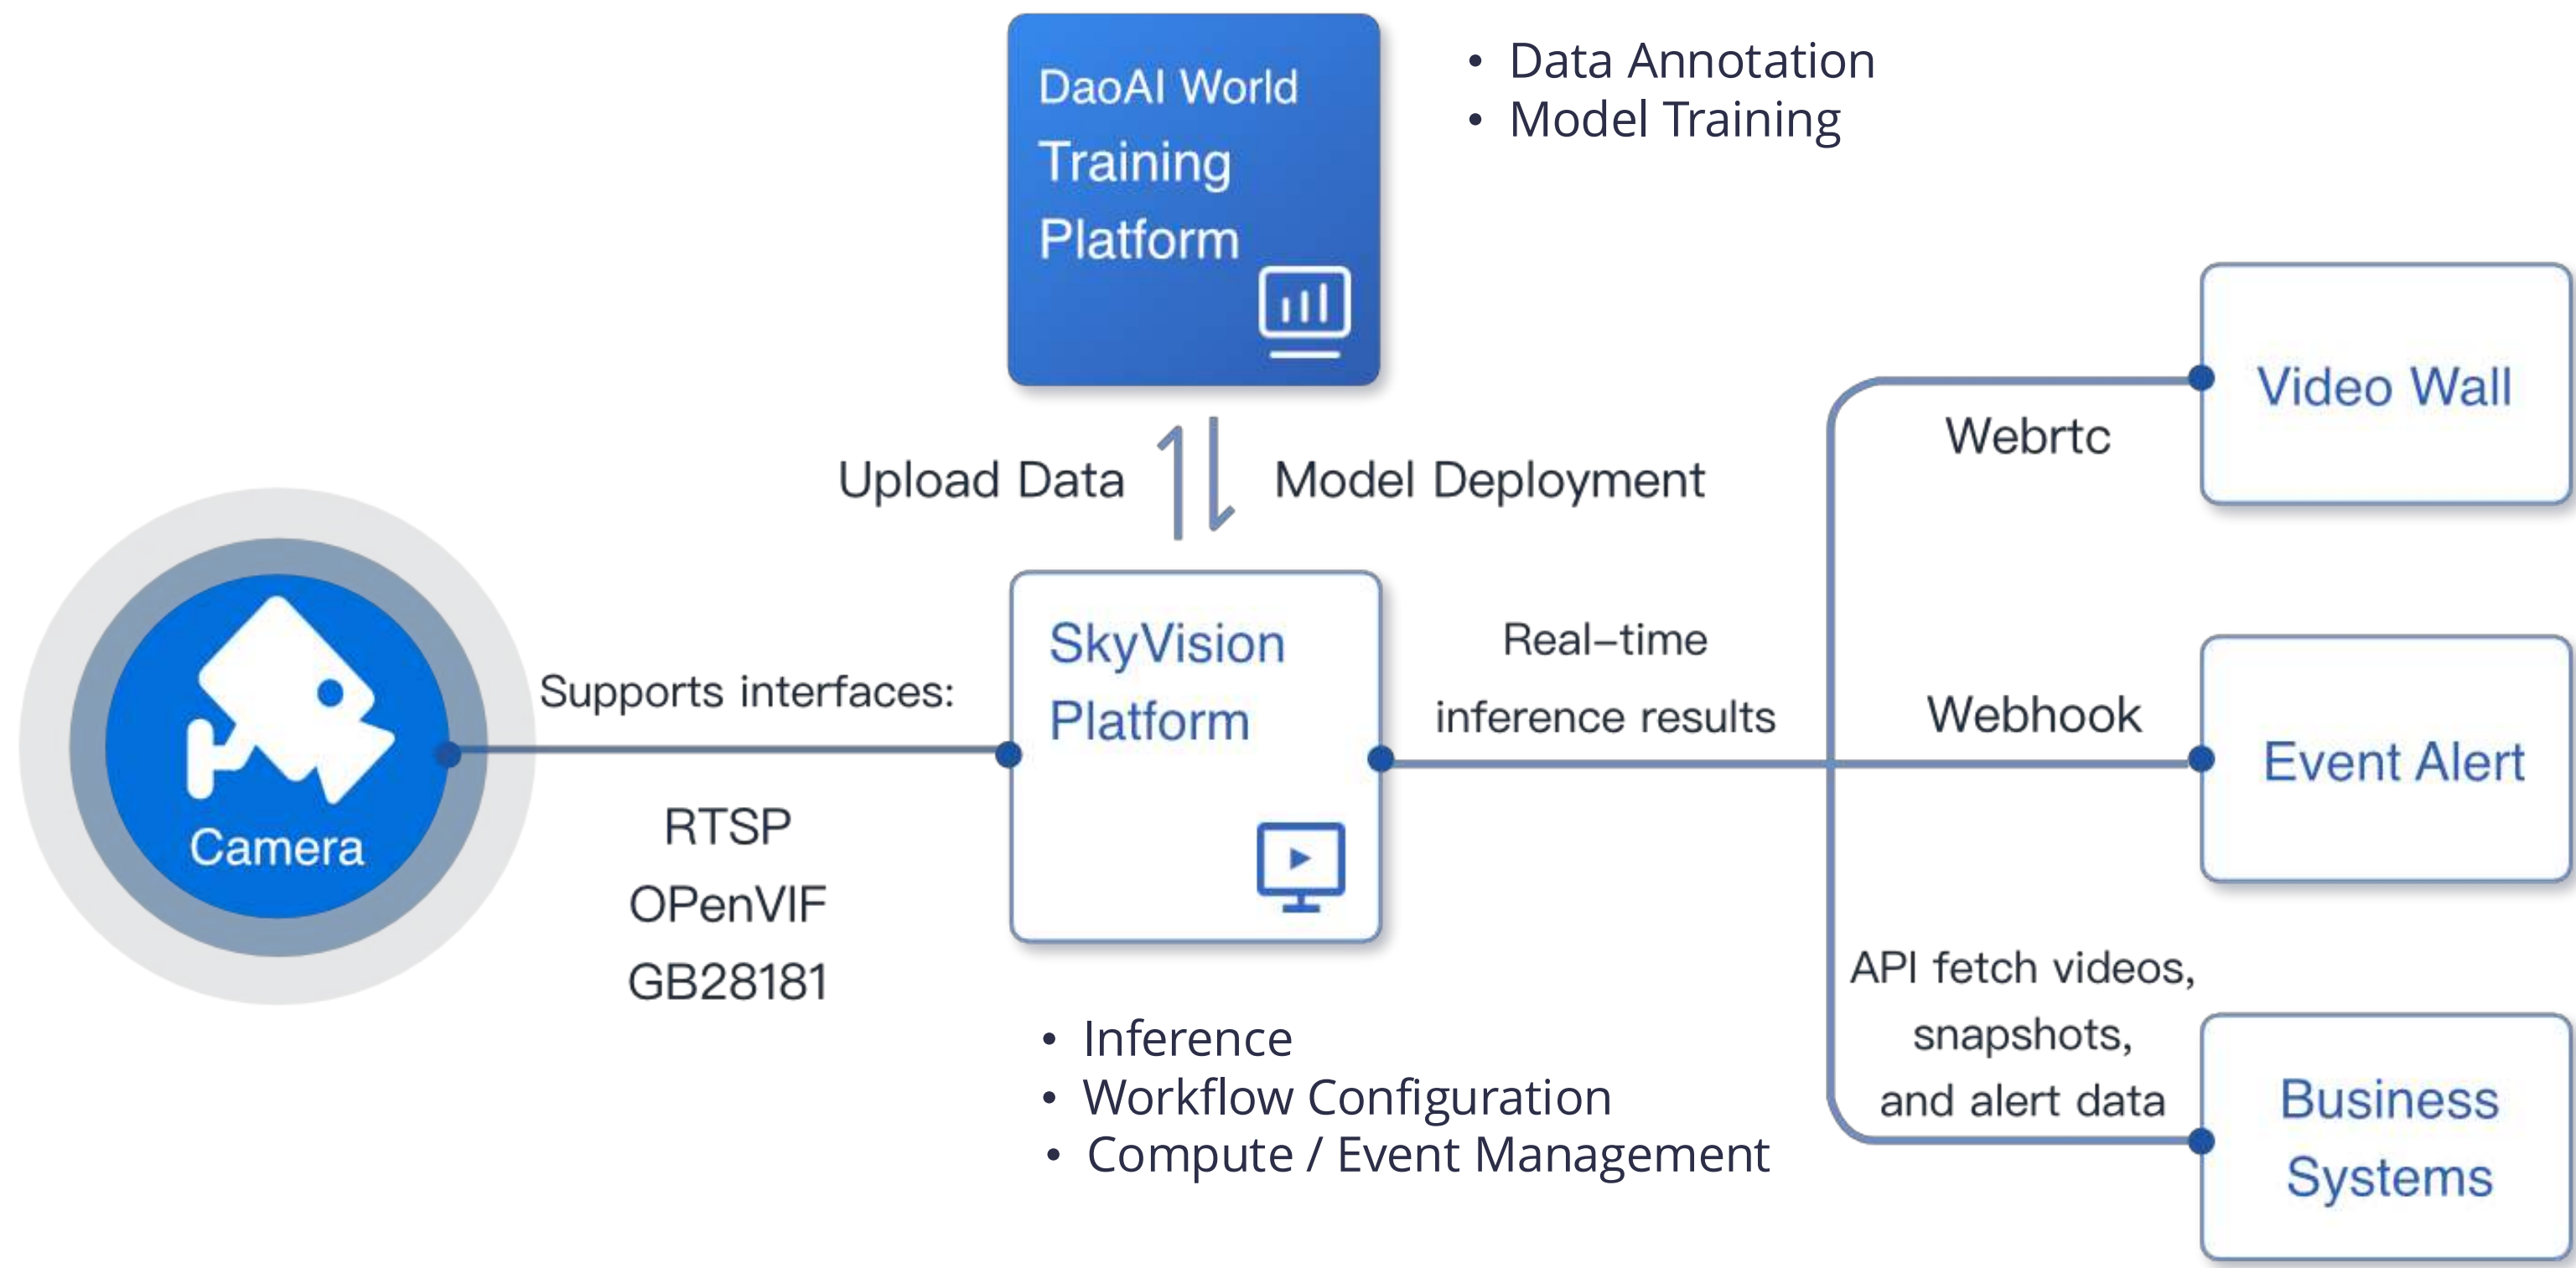 DaoAI World
Training
Platform
• Data Annotation
• Model Training
Upload Data
Model Deployment
Camera
Supports interfaces:
RTSP
OPenVIF
GB28181
SkyVision
Platform
• Inference
• Workflow Configuration
• Compute / Event Management
Real-time
inference results
Webrtc
Video Wall
Webhook
Event Alert
API fetch videos,
snapshots,
and alert data
Business
Systems